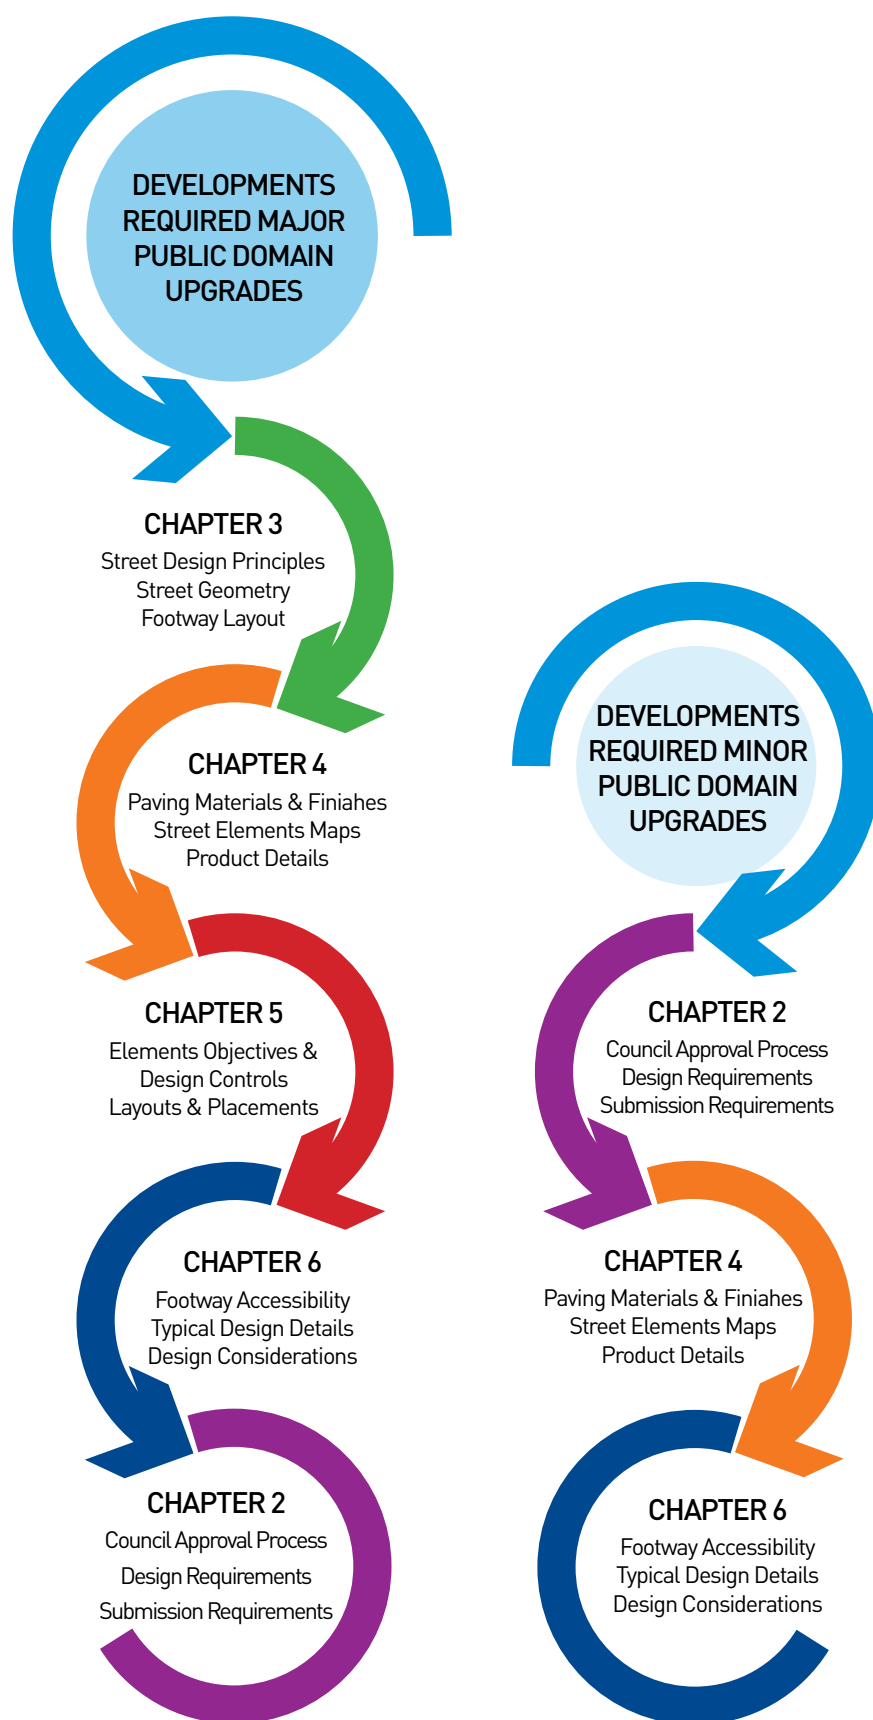 DEVELOPMENTS
REQUIRED MAJOR
PUBLIC DOMAIN
UPGRADES
CHAPTER 3
Street Design Principles
Street Geometry
Footway Layout
CHAPTER 4
Paving Materials & Finiahes
Street Elements Maps
Product Details
CHAPTER 5
Elements Objectives &
Design Controls
Layouts & Placements
CHAPTER 6
Footway Accessibility
Typical Design Details
Design Considerations
CHAPTER 2
Council Approval Process
Design Requirements
Submission Requirements
DEVELOPMENTS
REQUIRED MINOR
PUBLIC DOMAIN
UPGRADES
CHAPTER 2
Council Approval Process
Design Requirements
Submission Requirements
CHAPTER 4
Paving Materials & Finiahes
Street Elements Maps
Product Details
CHAPTER 6
Footway Accessibility
Typical Design Details
Design Considerations